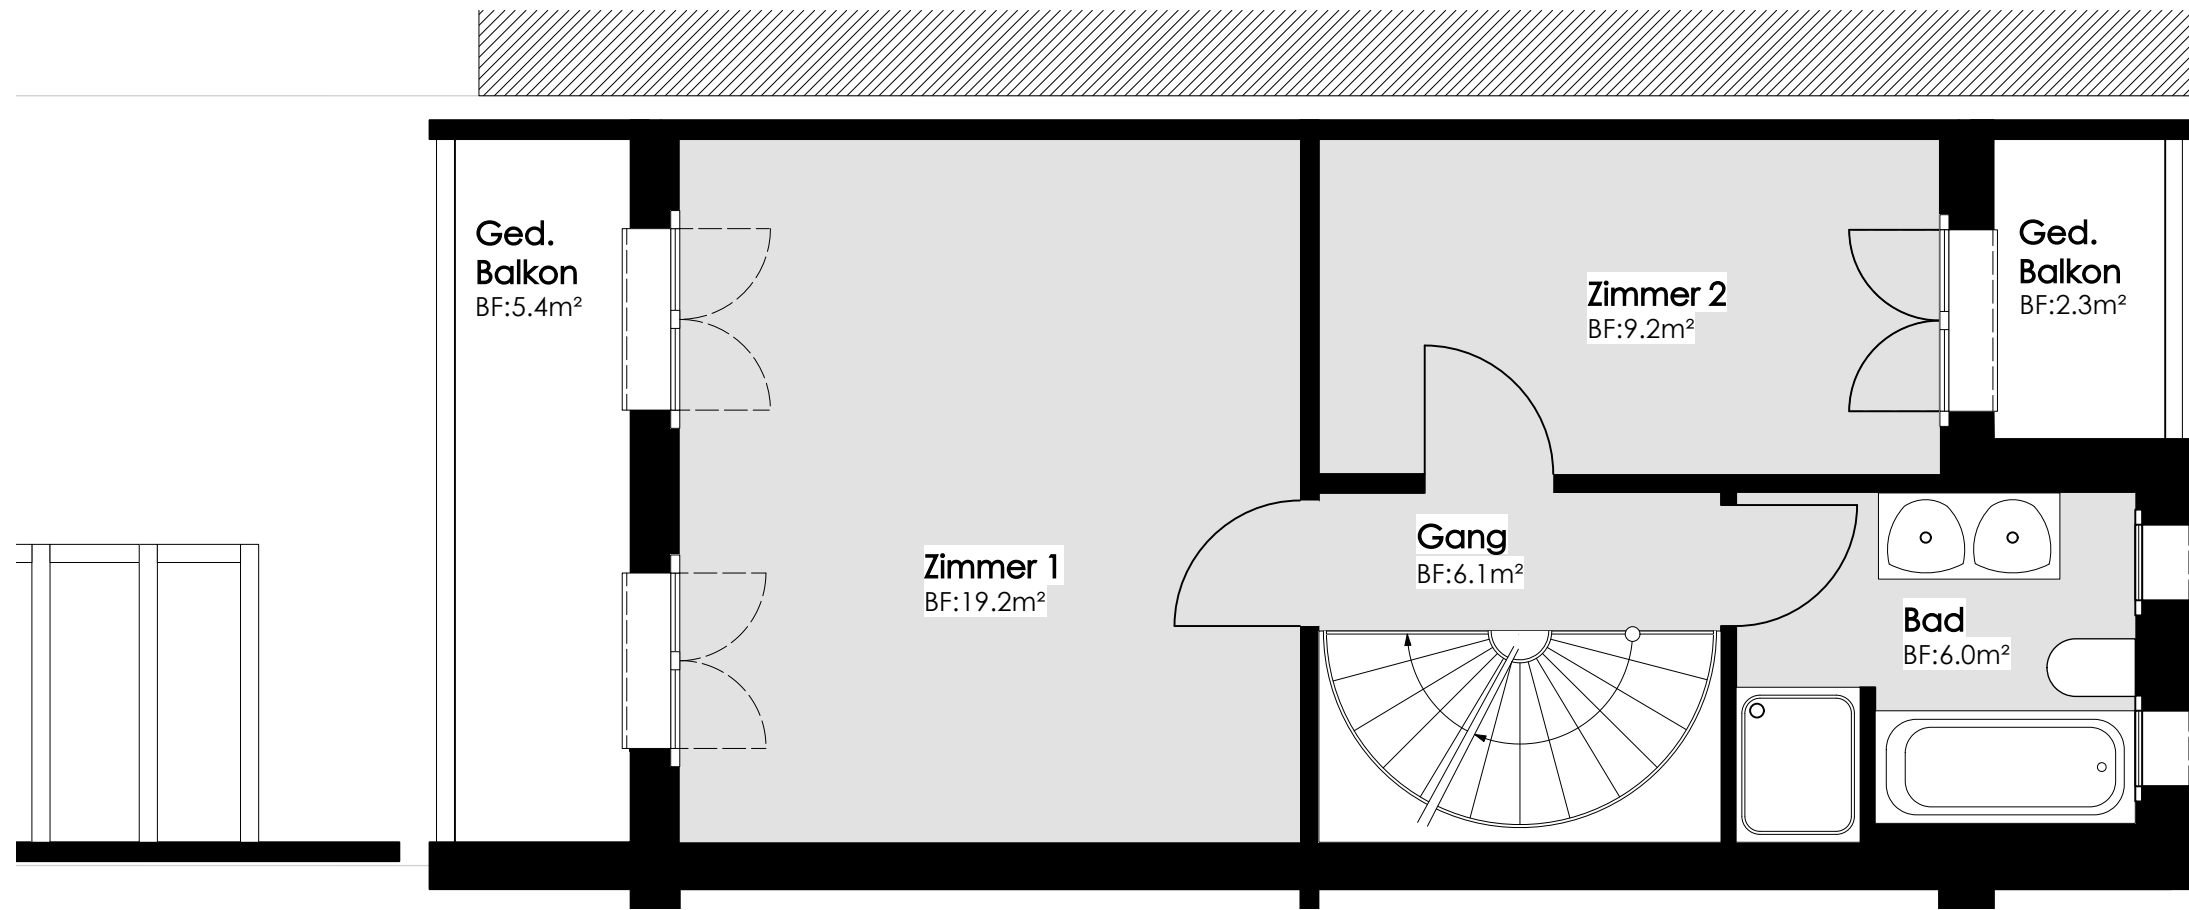 Ged.
Balkon
BF:5.4m²
Zimmer 1
BF:19.2m²
Zimmer 2
BF:9.2m²
Gang
BF:6.1m²
Ged.
Balkon
BF:2.3m²
Bad
BF:6.0m²